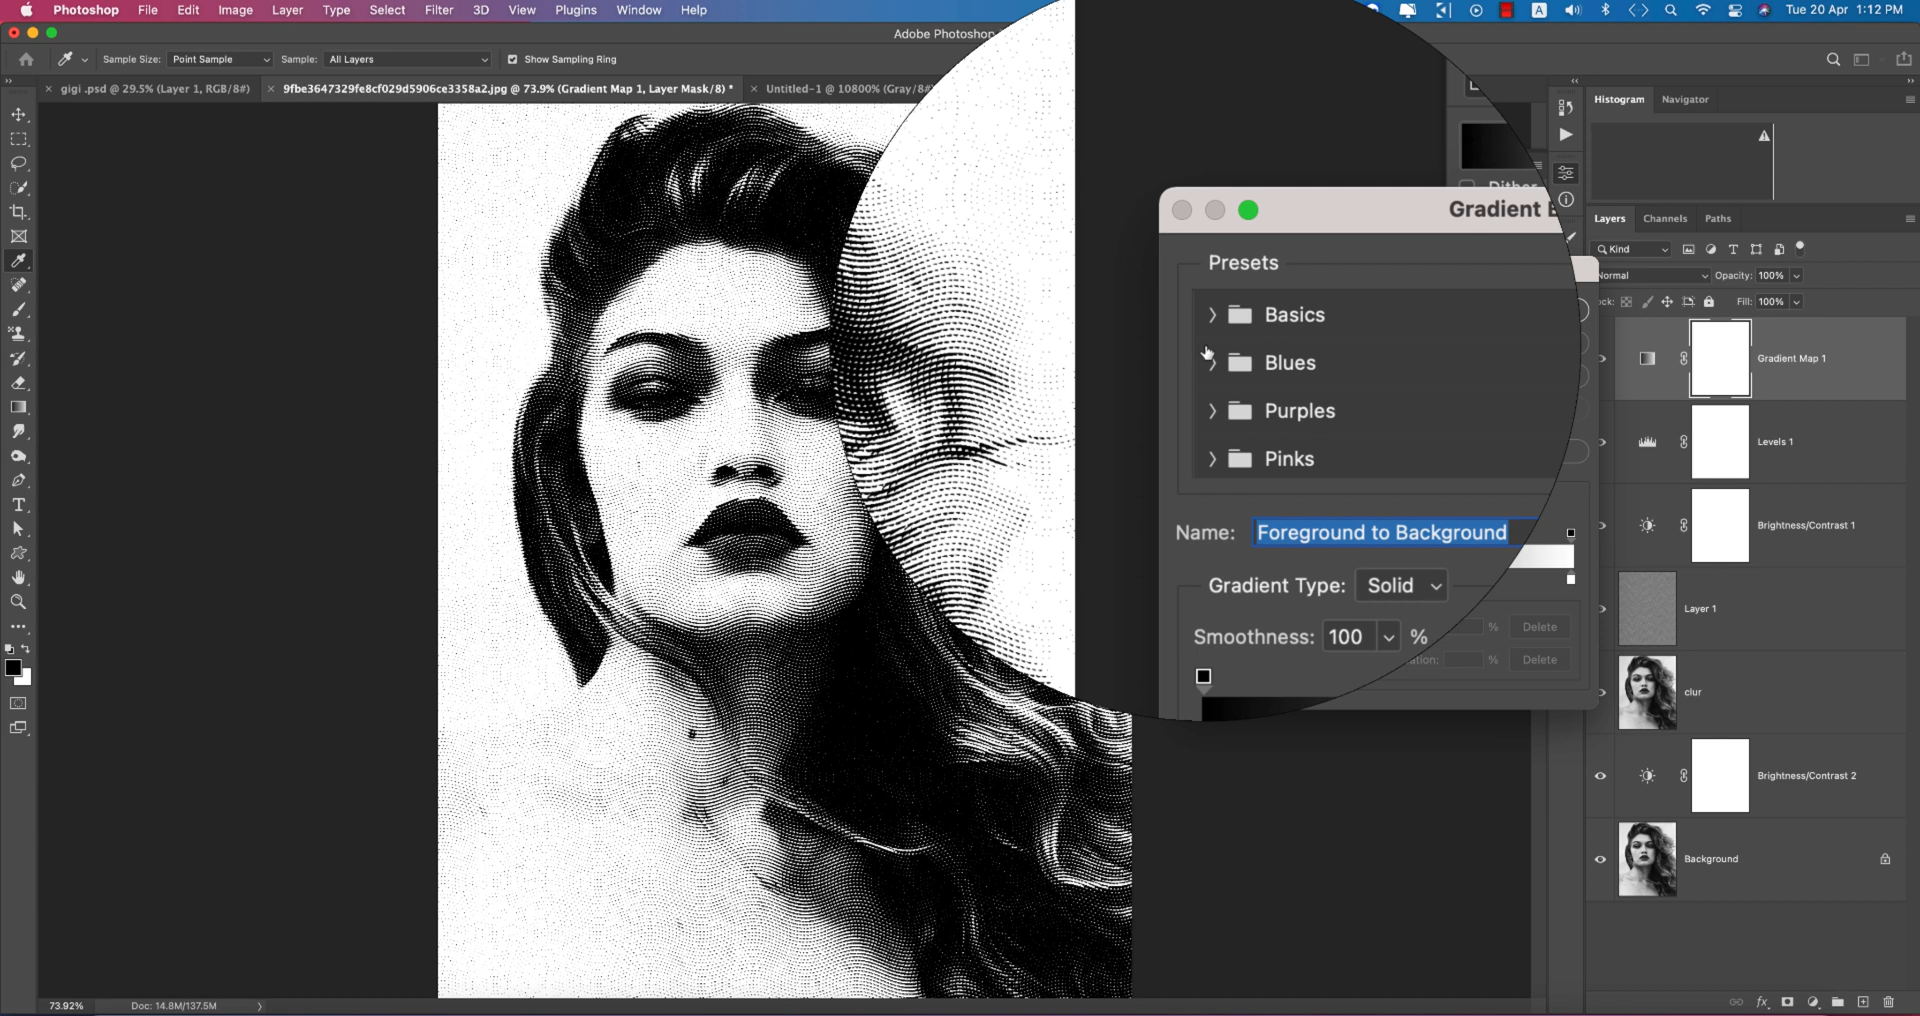 Photoshop File Edit Image Layer Type Select Filter 3D View Plugins Window Help
A
Tue 20 Apr 1:12 PM
Adobe Photoshop
Sample Size: Point Sample Sample: All Layers Show Sampling Ring
gigi .psd @ 29.5% (Layer 1, RGB/8#)
9fbe3647329fe8cf029d5906ce3358a2.jpg @ 73.9% (Gradient Map 1, Layer Mask/8) *
Untitled-1 @ 10800% (Gray/8#
Histogram Navigator
Dither
Gradient E
Presets
Basics
Blues
Purples
Pinks
Name: Foreground to Background
Gradient Type: Solid
Smoothness: 100 %
% Delete
ation: % Delete
Layers Channels Paths
Kind
Normal Opacity: 100%
ock: Fill: 100%
Gradient Map 1
Levels 1
Brightness/Contrast 1
Layer 1
clur
Brightness/Contrast 2
Background
fx
73.92% Doc: 14.8M/137.5M